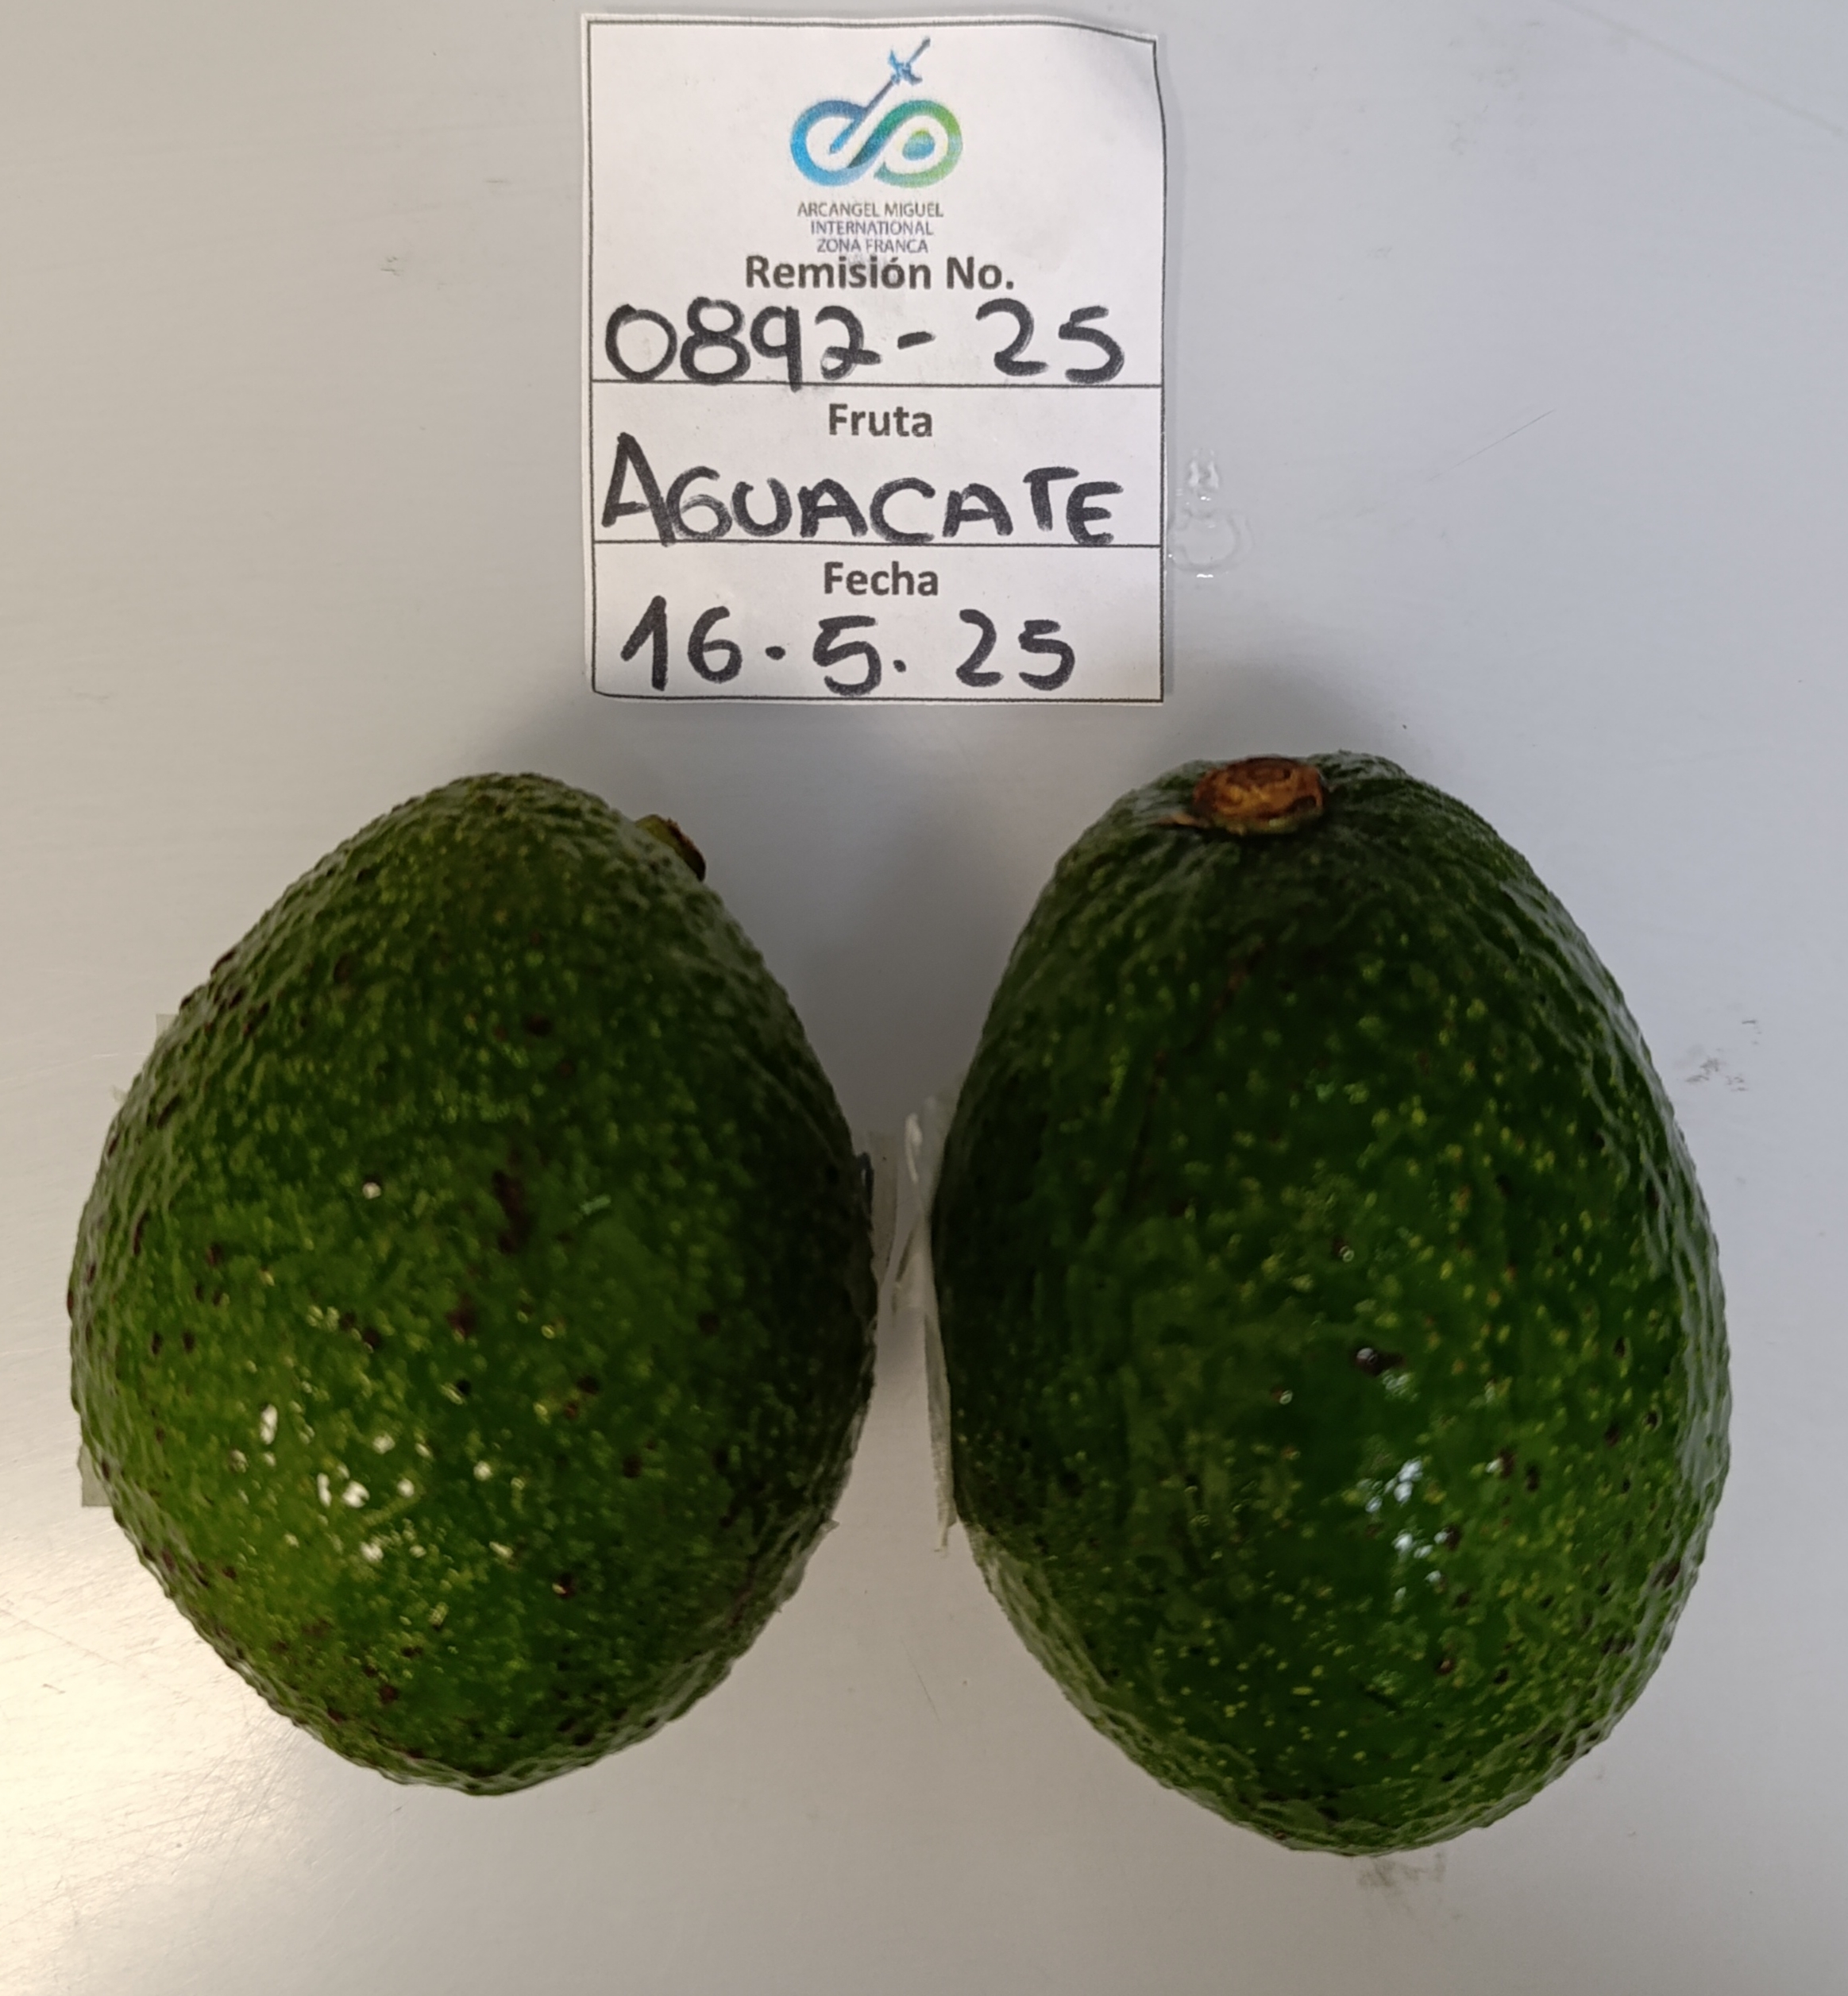 ARCANGEL MIGUEL
INTERNATIONAL
ZONA FRANCA
Remisión No.
0892-25
Fruta
AGUACATE
Fecha
16.5.25